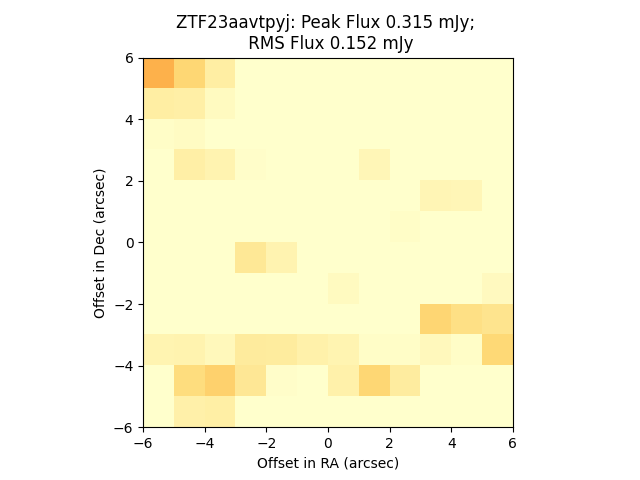 ZTF23aavtpyj: Peak Flux 0.315 mJy;
RMS Flux 0.152 mJy
6
4
2
0
−2
−4
−6
Offset in Dec (arcsec)
−6 −4 −2 0 2 4 6
Offset in RA (arcsec)